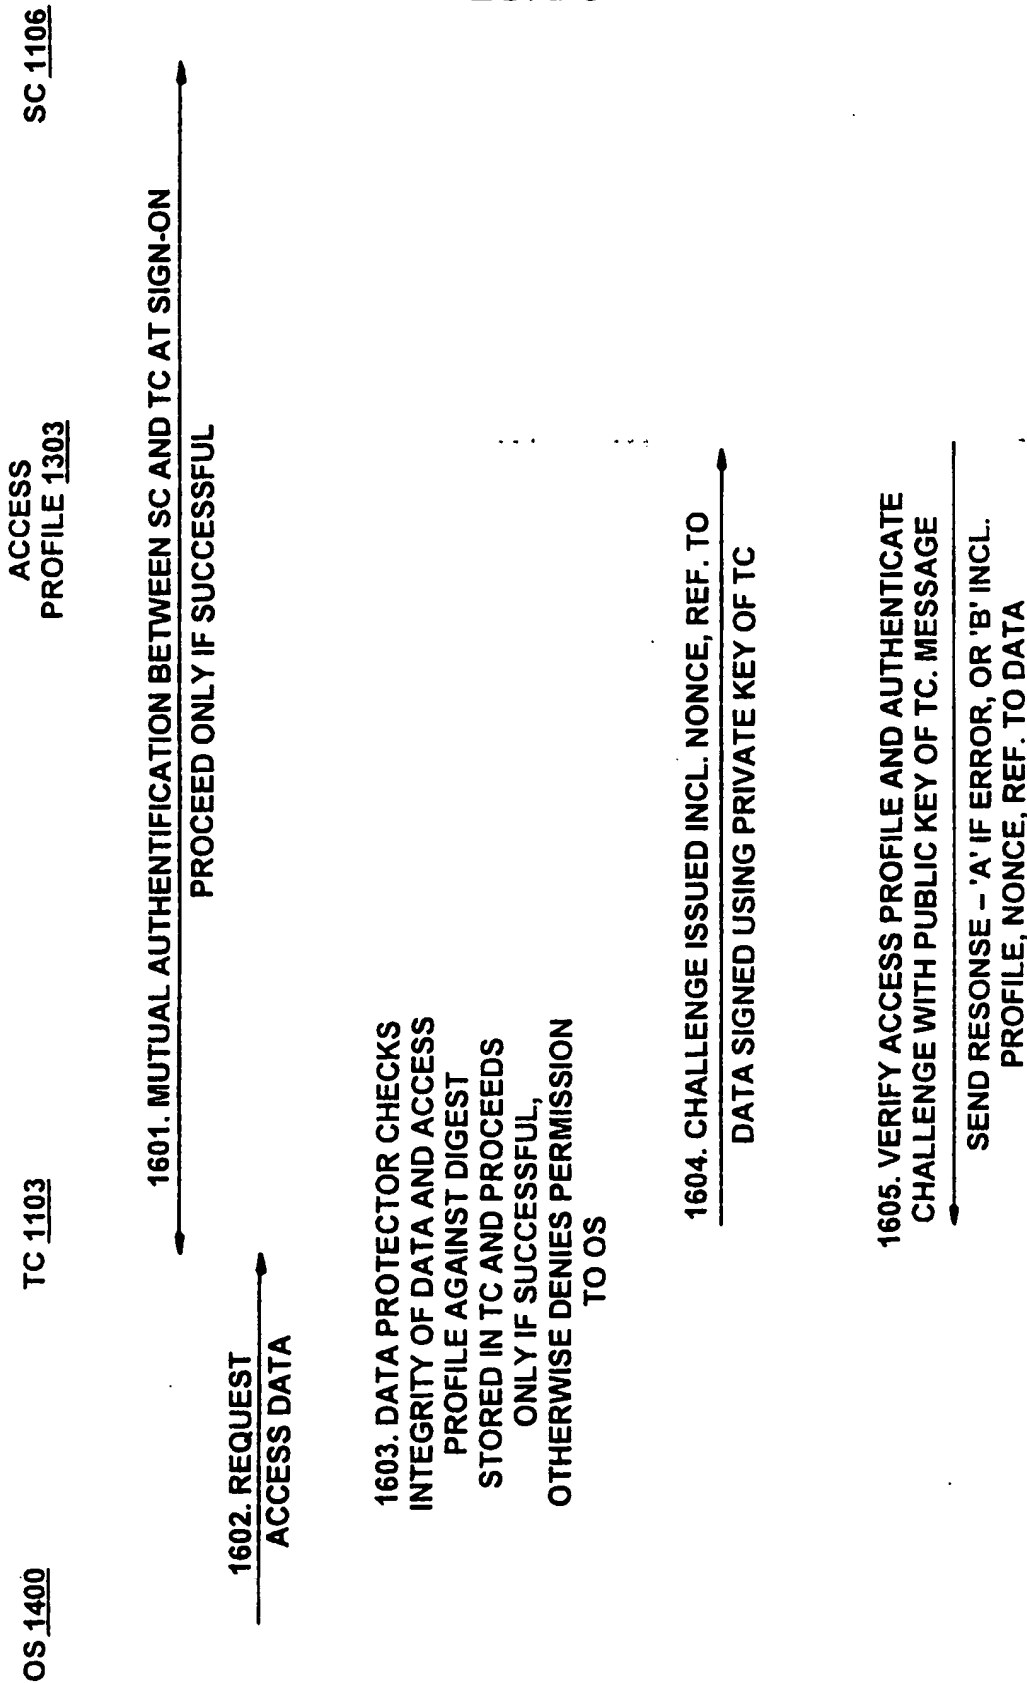 OS 1400
TC 1103
ACCESS
PROFILE 1303
SC 1106
1601. MUTUAL AUTHENTIFICATION BETWEEN SC AND TC AT SIGN-ON
PROCEED ONLY IF SUCCESSFUL
1602. REQUEST
ACCESS DATA
1603. DATA PROTECTOR CHECKS
INTEGRITY OF DATA AND ACCESS
PROFILE AGAINST DIGEST
STORED IN TC AND PROCEEDS
ONLY IF SUCCESSFUL,
OTHERWISE DENIES PERMISSION
TO OS
1604. CHALLENGE ISSUED INCL. NONCE, REF. TO
DATA SIGNED USING PRIVATE KEY OF TC
1605. VERIFY ACCESS PROFILE AND AUTHENTICATE
CHALLENGE WITH PUBLIC KEY OF TC. MESSAGE
SEND RESONSE – 'A' IF ERROR, OR 'B' INCL.
PROFILE, NONCE, REF. TO DATA